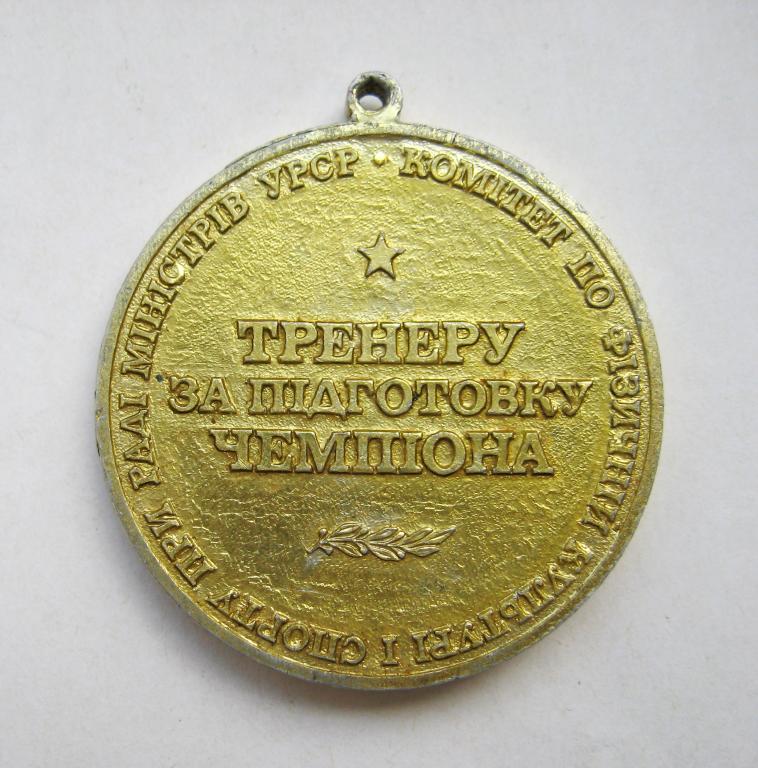 КОМІТЕТ ПО ФІЗИЧНІЙ КУЛЬТУРІ І СПОРТУ ПРИ РАДІ МІНІСТРІВ УРСР
ТРЕНЕРУ
ЗА ПІДГОТОВКУ
ЧЕМПІОНА